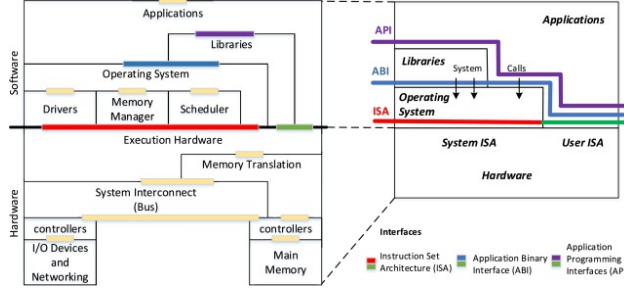 Applications
Libraries
Operating System
Drivers
Memory
Manager
Scheduler
Execution Hardware
Software
Memory Translation
System Interconnect
(Bus)
Hardware
controllers
controllers
I/O Devices
and
Networking
Main
Memory
API
Applications
Libraries
System
Calls
ABI
Operating
System
ISA
System ISA
User ISA
Hardware
Interfaces
Instruction Set
Architecture (ISA)
Application Binary
Interface (ABI)
Application
Programming
Interfaces (AP